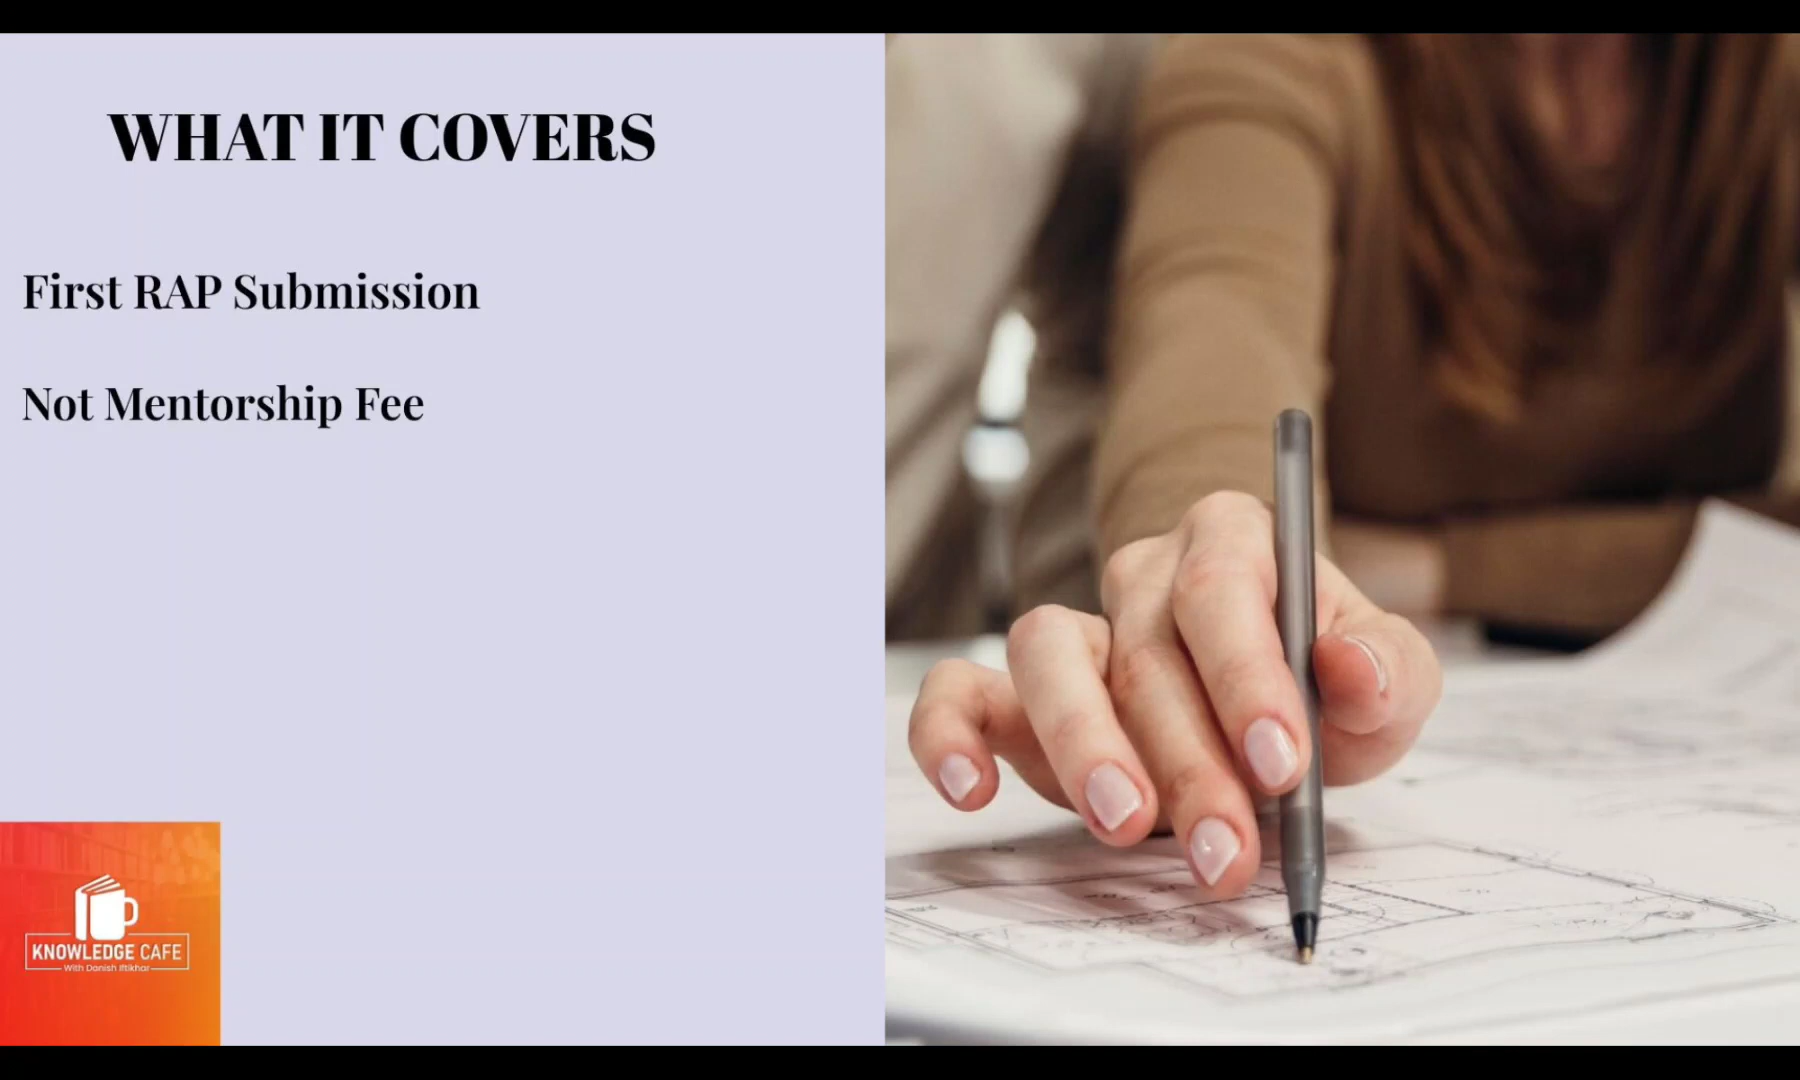 WHAT IT COVERS
First RAP Submission
Not Mentorship Fee
KNOWLEDGE CAFE
With Danish Iftikhar